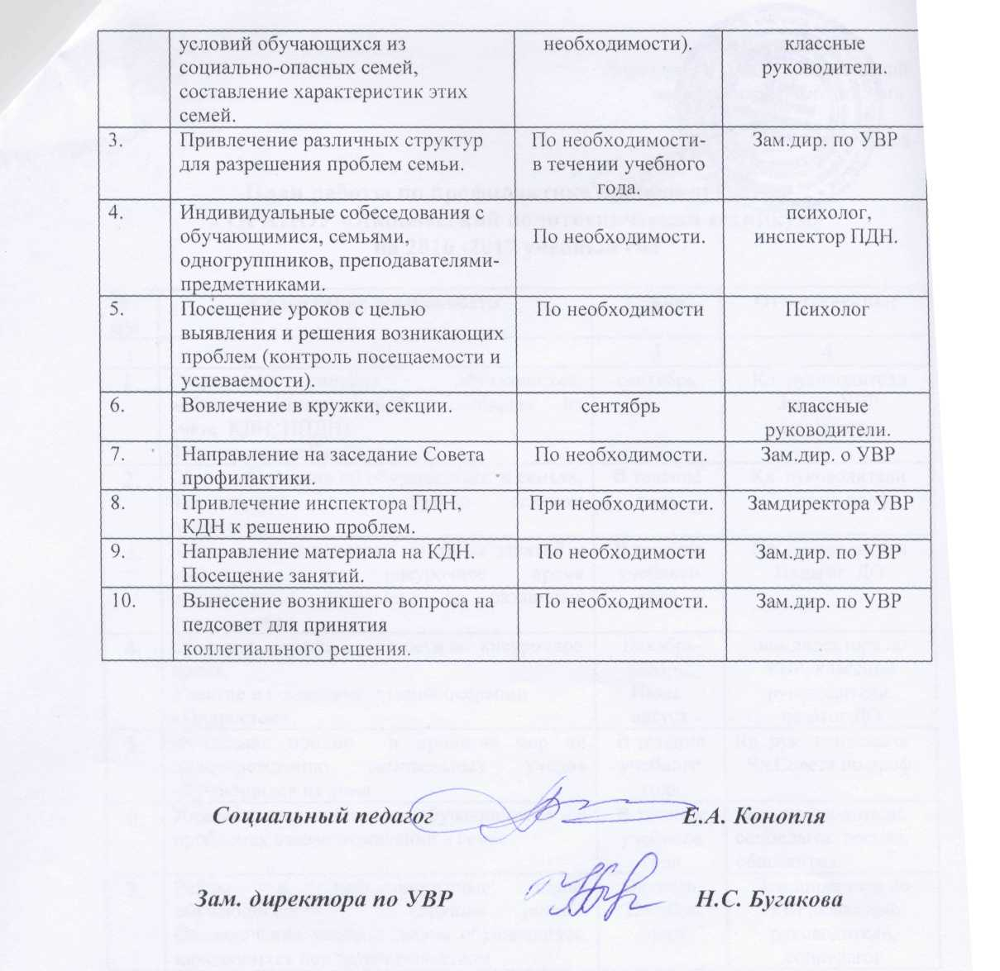 условий обучающихся из
социально-опасных семей,
составление характеристик этих
семей.
необходимости).
классные
руководители.
3.
Привлечение различных структур
для разрешения проблем семьи.
По необходимости-
в течении учебного
года.
Зам.дир. по УВР
4.
Индивидуальные собеседования с
обучающимися, семьями,
одногруппников, преподавателями-
предметниками.
По необходимости.
психолог,
инспектор ПДН.
5.
Посещение уроков с целью
выявления и решения возникающих
проблем (контроль посещаемости и
успеваемости).
По необходимости
Психолог
6.
Вовлечение в кружки, секции.
сентябрь
классные
руководители.
7.
Направление на заседание Совета
профилактики.
По необходимости.
Зам.дир. о УВР
8.
Привлечение инспектора ПДН,
КДН к решению проблем.
При необходимости.
Замдиректора УВР
9.
Направление материала на КДН.
Посещение занятий.
По необходимости
Зам.дир. по УВР
10.
Вынесение возникшего вопроса на
педсовет для принятия
коллегиального решения.
По необходимости.
Зам.дир. по УВР
Социальный педагог Е.А. Конопля
Зам. директора по УВР Н.С. Бугакова